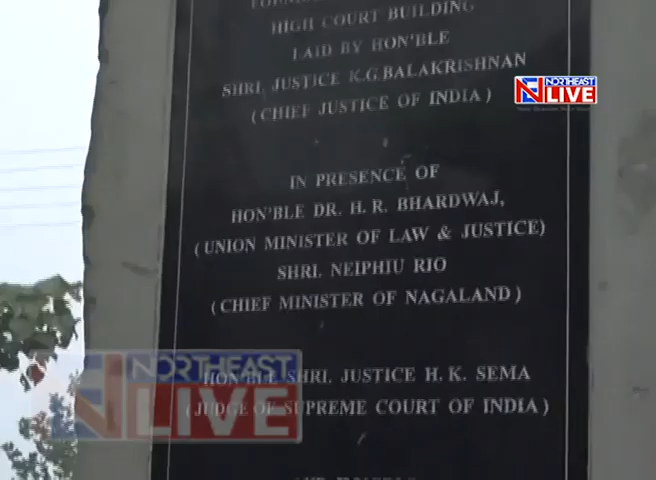 HIGH COURT BUILDING
LAID BY HON'BLE
SHRI. JUSTICE K.G.BALAKRISHNAN
(CHIEF JUSTICE OF INDIA)
NORTHEAST
LIVE
IN PRESENCE OF
HON'BLE DR. H. R. BHARDWAJ,
(UNION MINISTER OF LAW & JUSTICE)
SHRI. NEIPHIU RIO
(CHIEF MINISTER OF NAGALAND)
NORTHEAST
LIVE
HON'BLE SHRI. JUSTICE H. K. SEMA
(JUDGE OF SUPREME COURT OF INDIA)